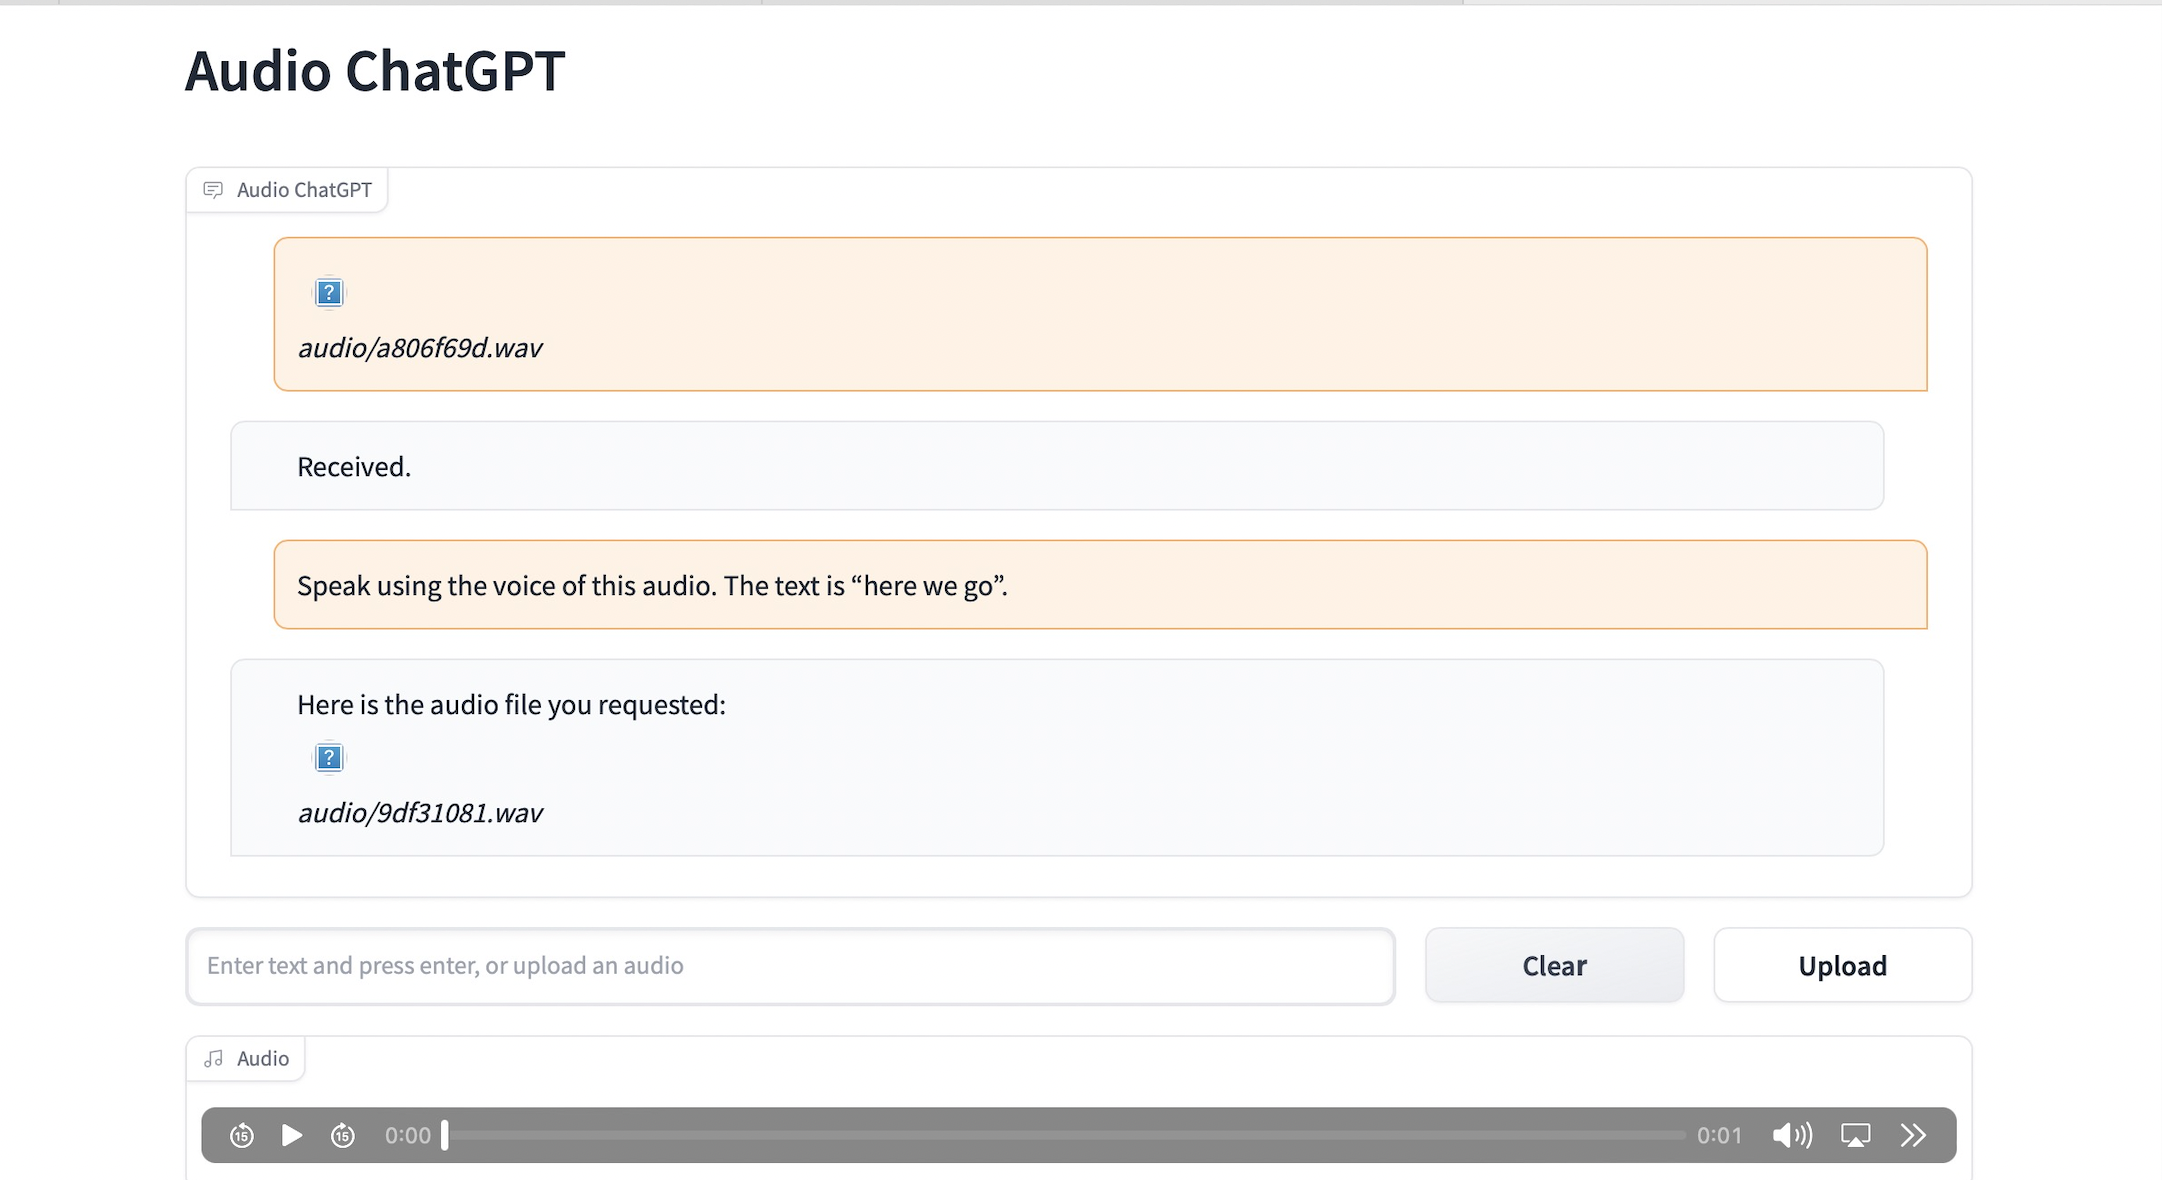 Audio ChatGPT
Audio ChatGPT
?
audio/a806f69d.wav
Received.
Speak using the voice of this audio. The text is “here we go”.
Here is the audio file you requested:
?
audio/9df31081.wav
Enter text and press enter, or upload an audio
Clear
Upload
Audio
15 15 0:00 0:01